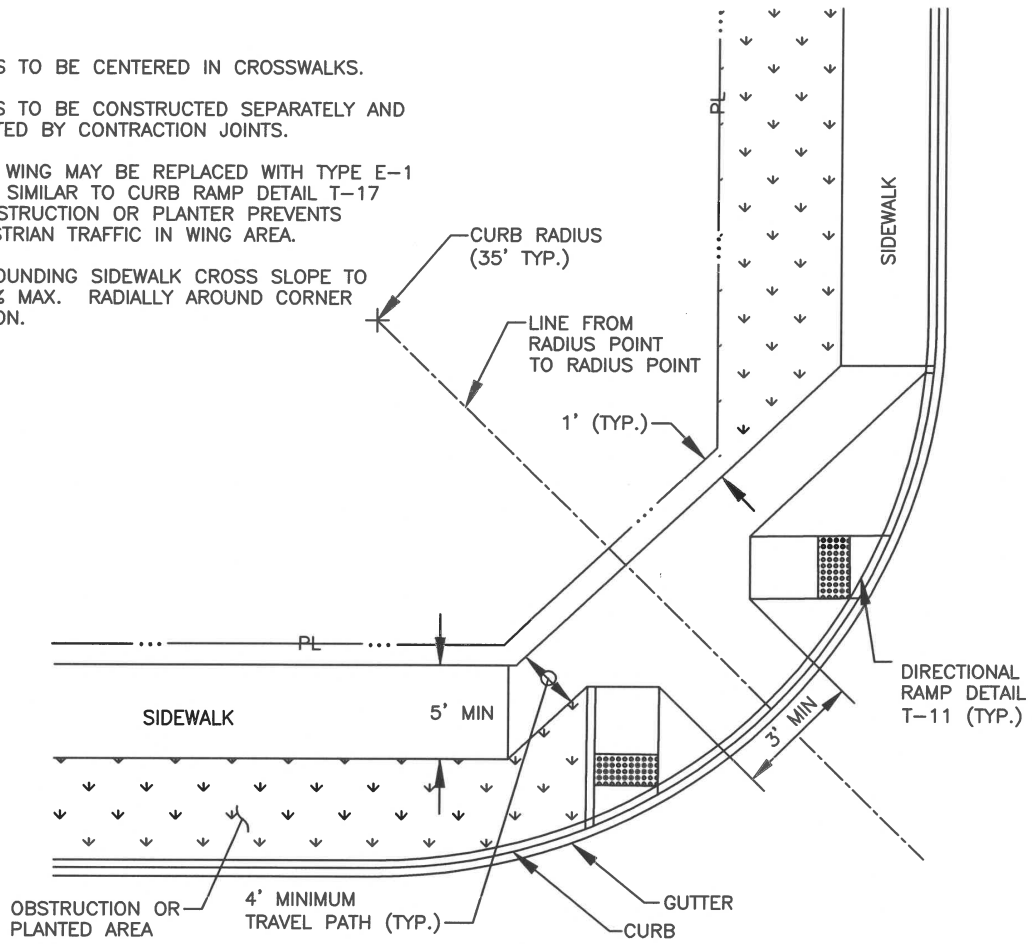 S TO BE CENTERED IN CROSSWALKS.
S TO BE CONSTRUCTED SEPARATELY AND
TED BY CONTRACTION JOINTS.
WING MAY BE REPLACED WITH TYPE E-1
SIMILAR TO CURB RAMP DETAIL T-17
STRUCTION OR PLANTER PREVENTS
STRIAN TRAFFIC IN WING AREA.
OUNDING SIDEWALK CROSS SLOPE TO
% MAX. RADIALLY AROUND CORNER
ON.
PL
SIDEWALK
CURB RADIUS
(35' TYP.)
LINE FROM
RADIUS POINT
TO RADIUS POINT
1' (TYP.)
PL
SIDEWALK
5' MIN
DIRECTIONAL
RAMP DETAIL
T-11 (TYP.)
3' MIN
OBSTRUCTION OR
PLANTED AREA
4' MINIMUM
TRAVEL PATH (TYP.)
GUTTER
CURB